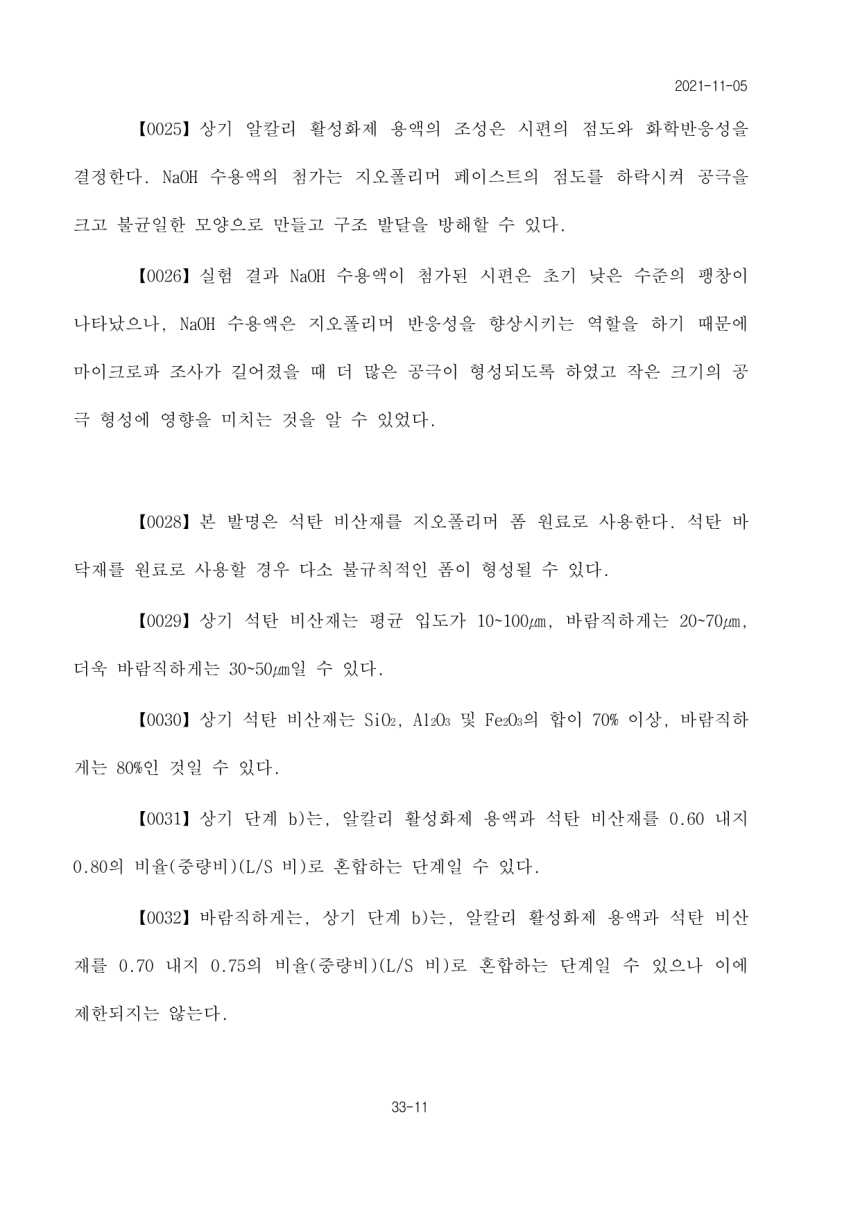 2021-11-05
【0025】상기 알칼리 활성화제 용액의 조성은 시편의 점도와 화학반응성을
결정한다. NaOH 수용액의 첨가는 지오폴리머 페이스트의 점도를 하락시켜 공극을
크고 불균일한 모양으로 만들고 구조 발달을 방해할 수 있다.
【0026】실험 결과 NaOH 수용액이 첨가된 시편은 초기 낮은 수준의 팽창이
나타났으나, NaOH 수용액은 지오폴리머 반응성을 향상시키는 역할을 하기 때문에
마이크로파 조사가 길어졌을 때 더 많은 공극이 형성되도록 하였고 작은 크기의 공
극 형성에 영향을 미치는 것을 알 수 있었다.
【0028】본 발명은 석탄 비산재를 지오폴리머 폼 원료로 사용한다. 석탄 바
닥재를 원료로 사용할 경우 다소 불규칙적인 폼이 형성될 수 있다.
【0029】상기 석탄 비산재는 평균 입도가 10~100㎛, 바람직하게는 20~70㎛,
더욱 바람직하게는 30~50㎛일 수 있다.
【0030】상기 석탄 비산재는 SiO₂, Al₂O₃ 및 Fe₂O₃의 합이 70% 이상, 바람직하
게는 80%인 것일 수 있다.
【0031】상기 단계 b)는, 알칼리 활성화제 용액과 석탄 비산재를 0.60 내지
0.80의 비율(중량비)(L/S 비)로 혼합하는 단계일 수 있다.
【0032】바람직하게는, 상기 단계 b)는, 알칼리 활성화제 용액과 석탄 비산
재를 0.70 내지 0.75의 비율(중량비)(L/S 비)로 혼합하는 단계일 수 있으나 이에
제한되지는 않는다.
33-11